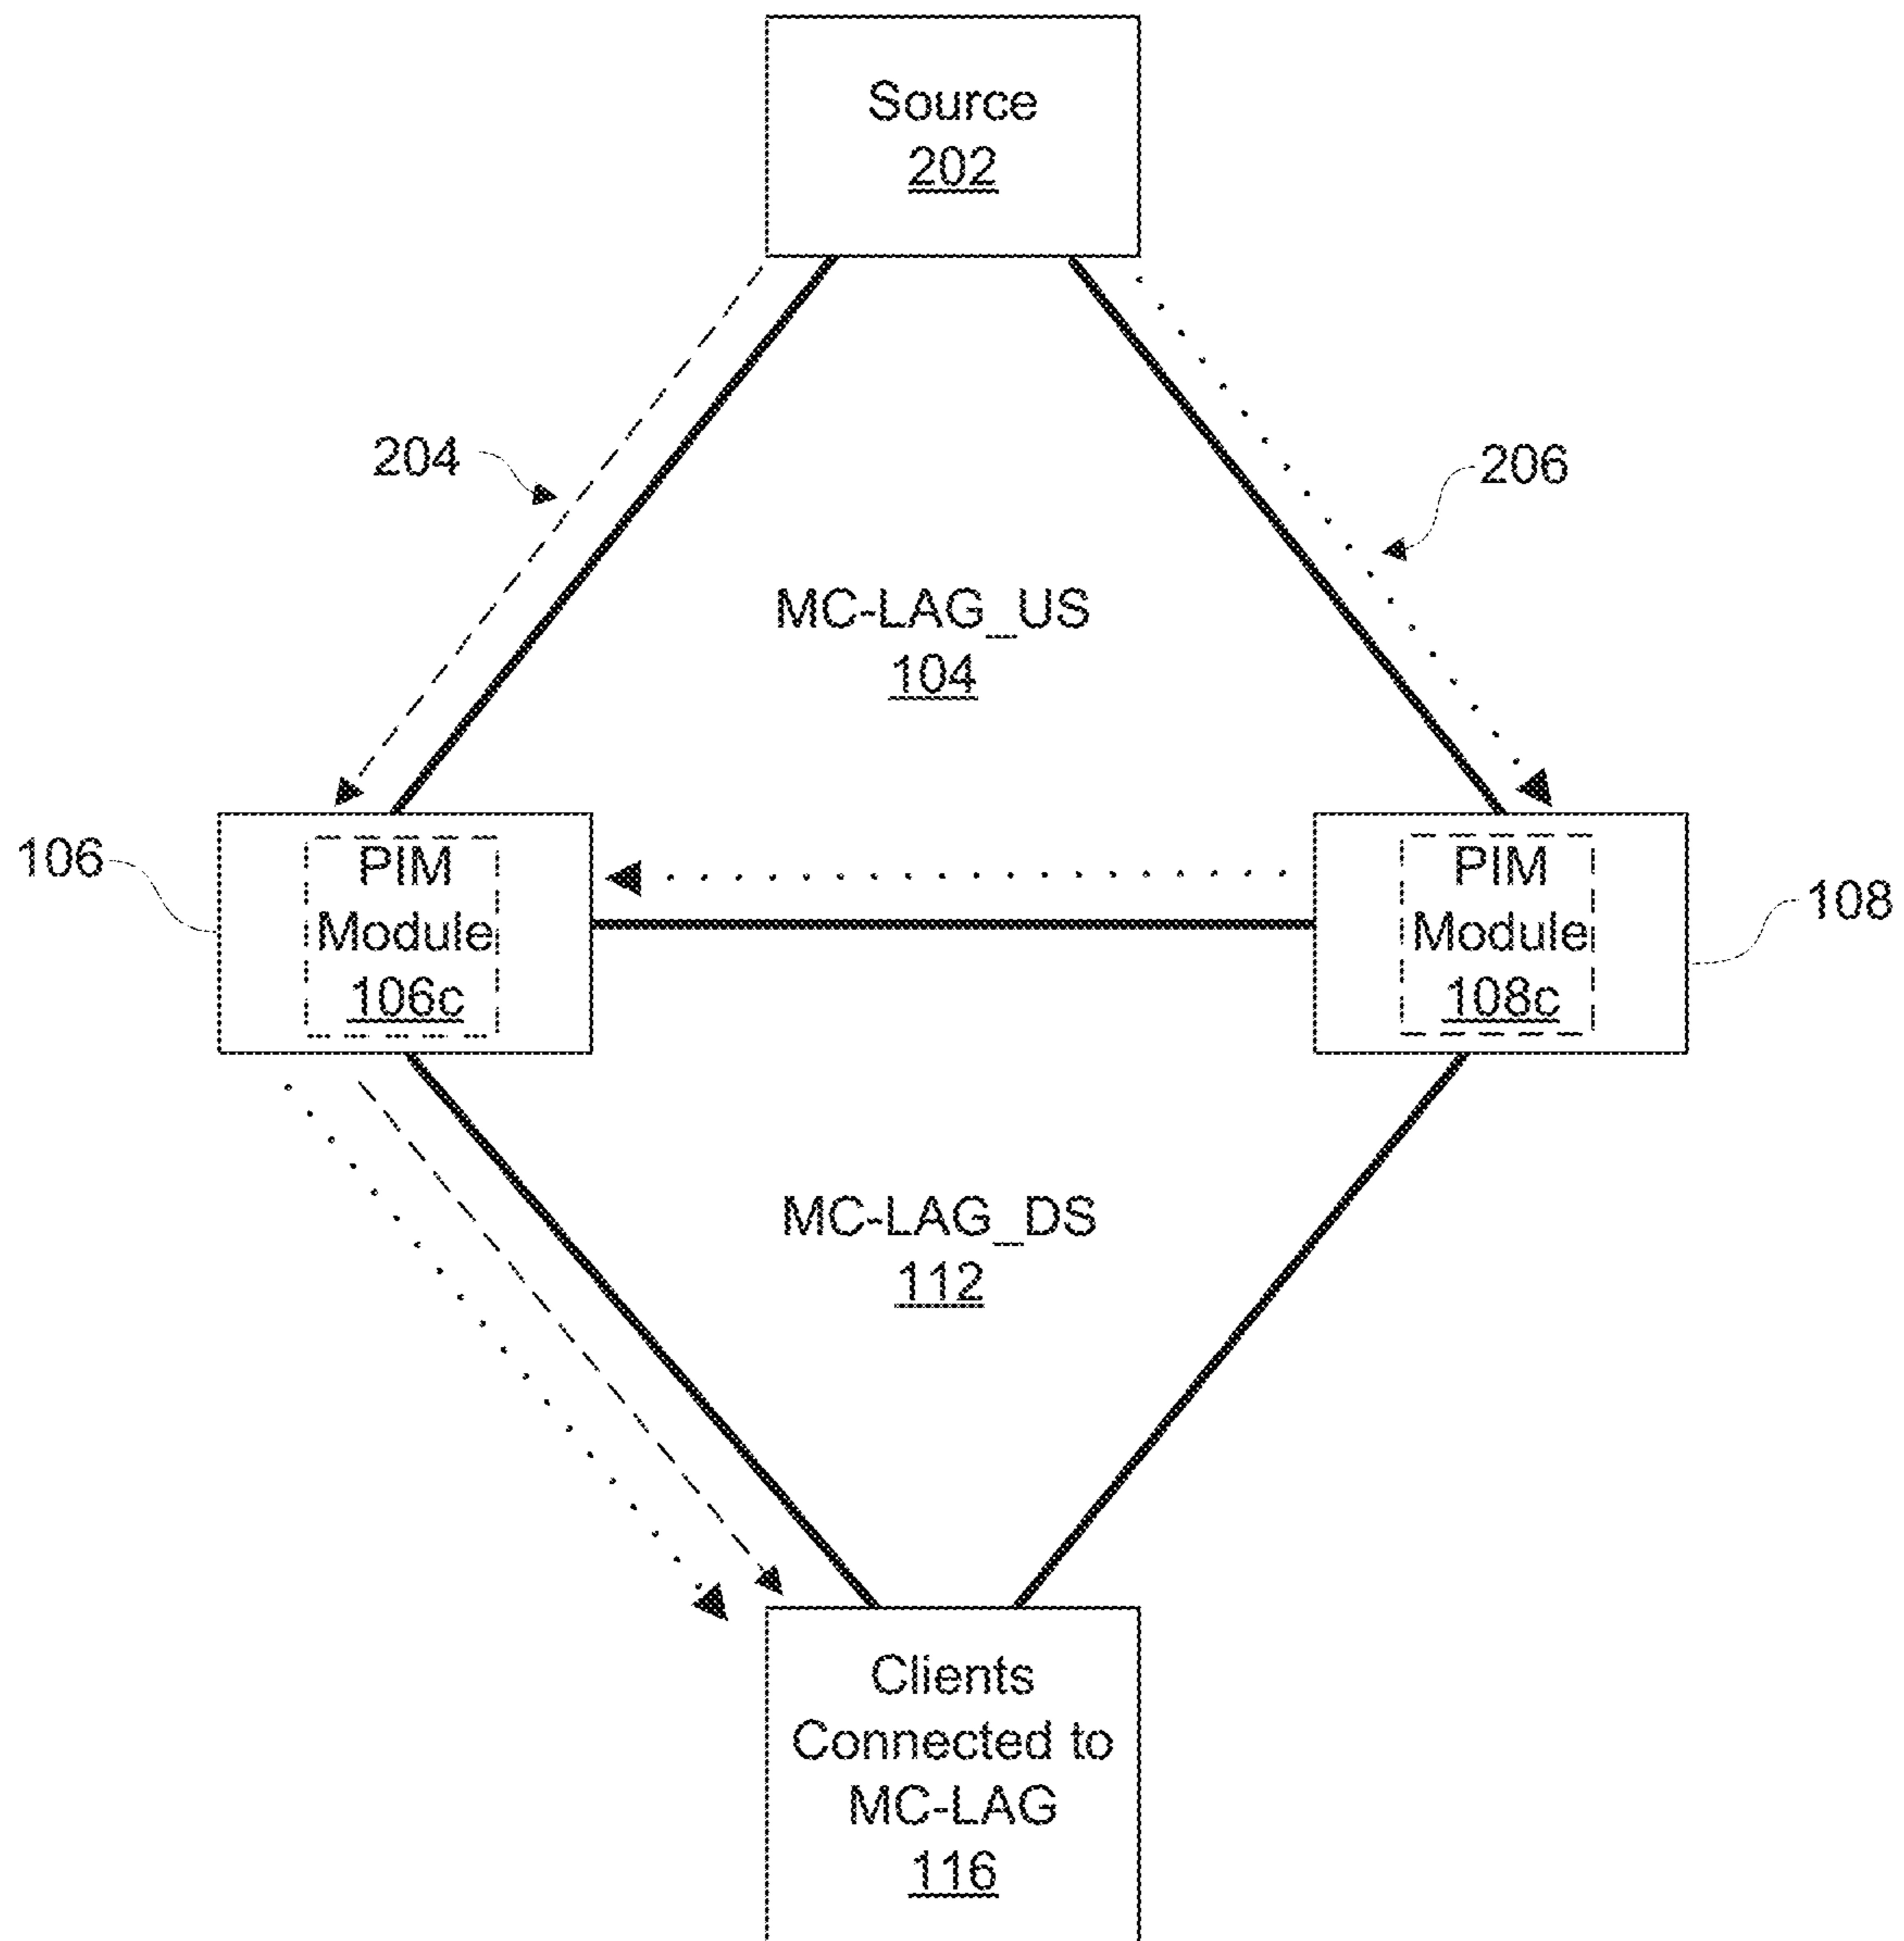 Source
202
204
206
MC-LAG_US
104
106
PIM
Module
106c
PIM
Module
108c
108
MC-LAG_DS
112
Clients
Connected to
MC-LAG
116